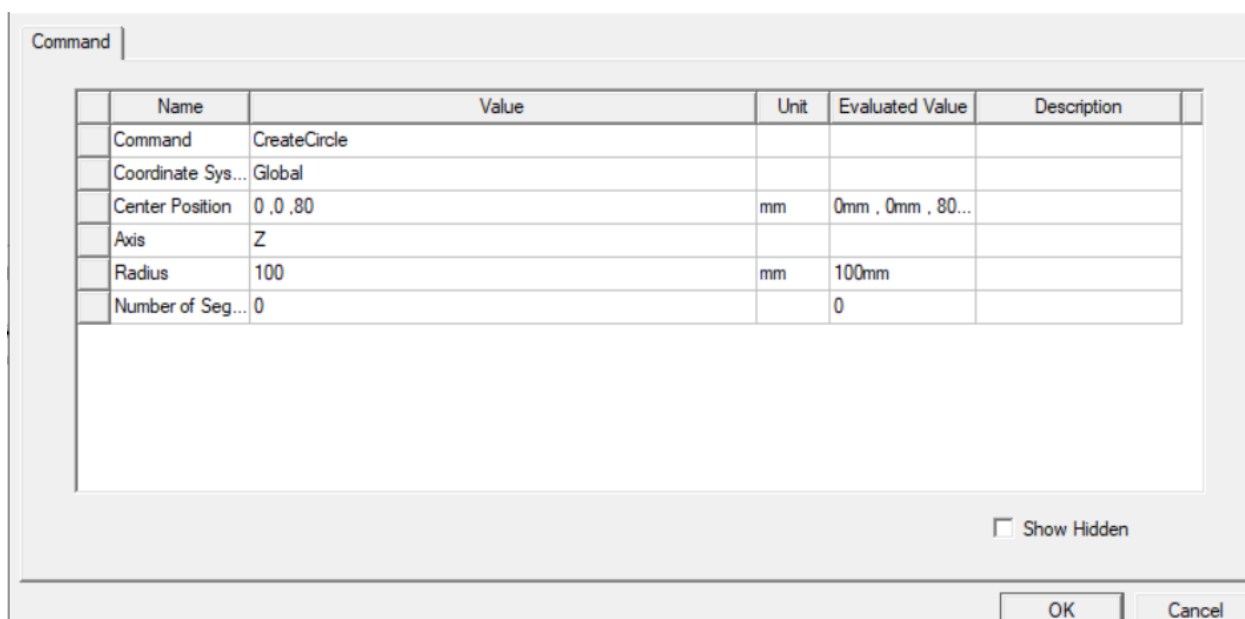 Command
Name Value Unit Evaluated Value Description
Command CreateCircle
Coordinate Sys... Global
Center Position 0 ,0 ,80 mm 0mm , 0mm , 80...
Axis Z
Radius 100 mm 100mm
Number of Seg... 0 0
Show Hidden
OK Cancel